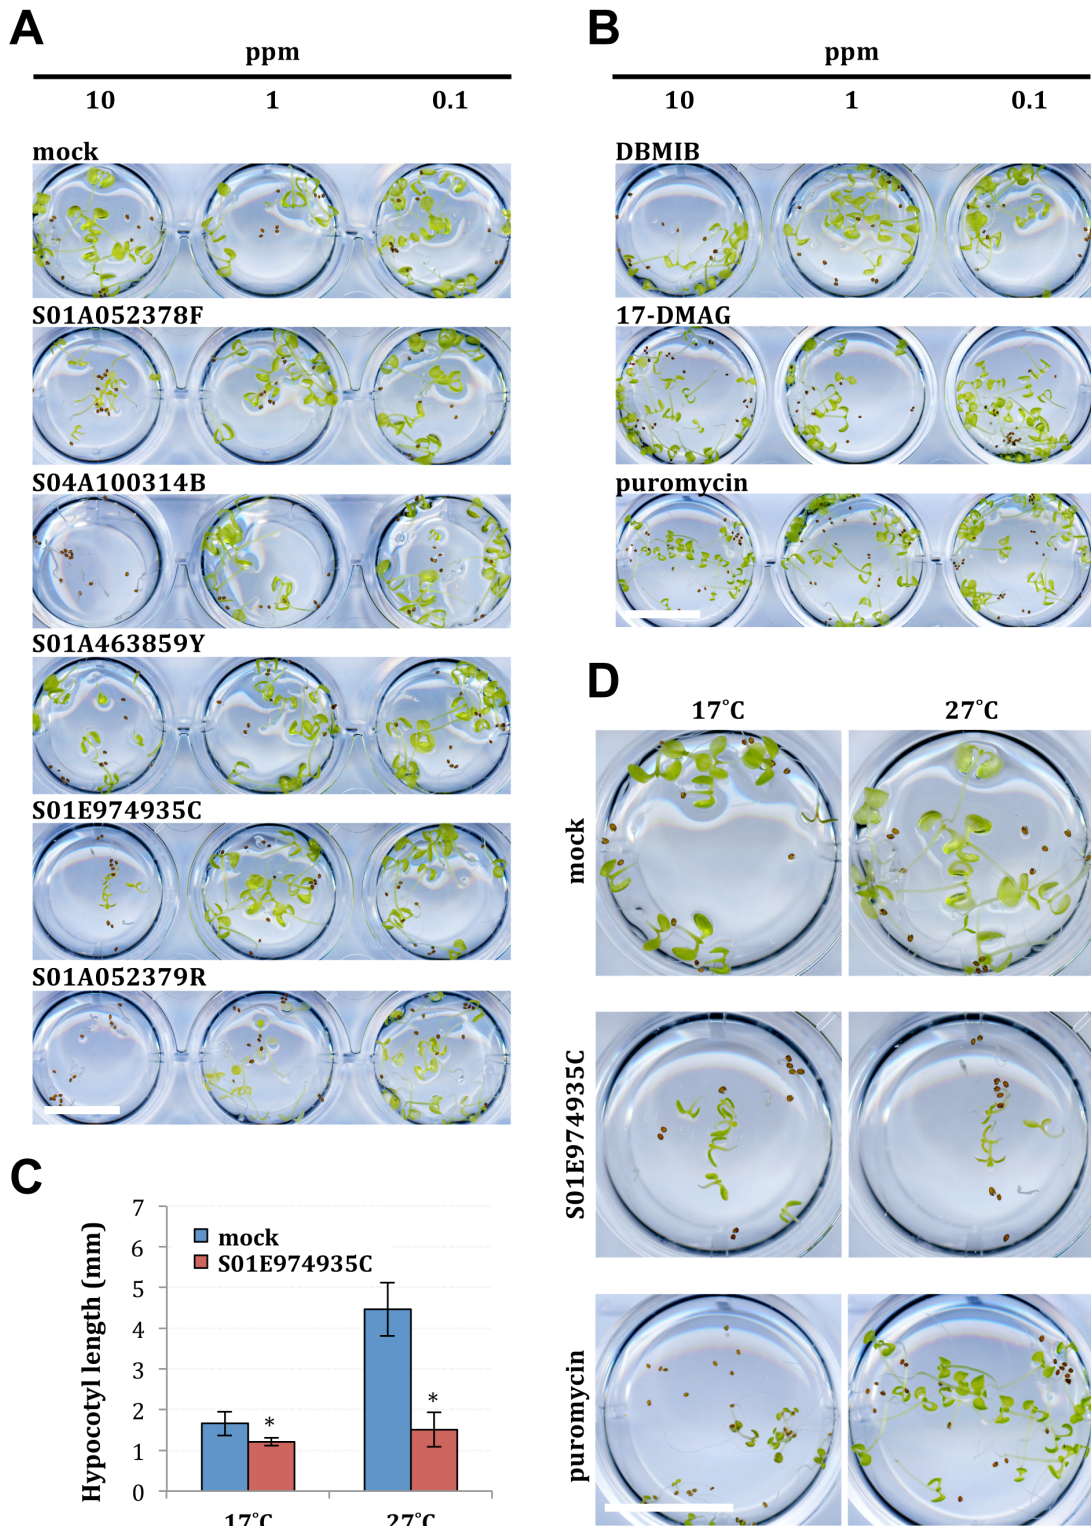 A
ppm
10 1 0.1
mock
S01A052378F
S04A100314B
S01A463859Y
S01E974935C
S01A052379R
B
ppm
10 1 0.1
DBMIB
17-DMAG
puromycin
C
Hypocotyl length (mm)
7
6
5
4
3
2
1
0
mock
S01E974935C
*
*
17°C 27°C
D
17°C 27°C
mock
S01E974935C
puromycin